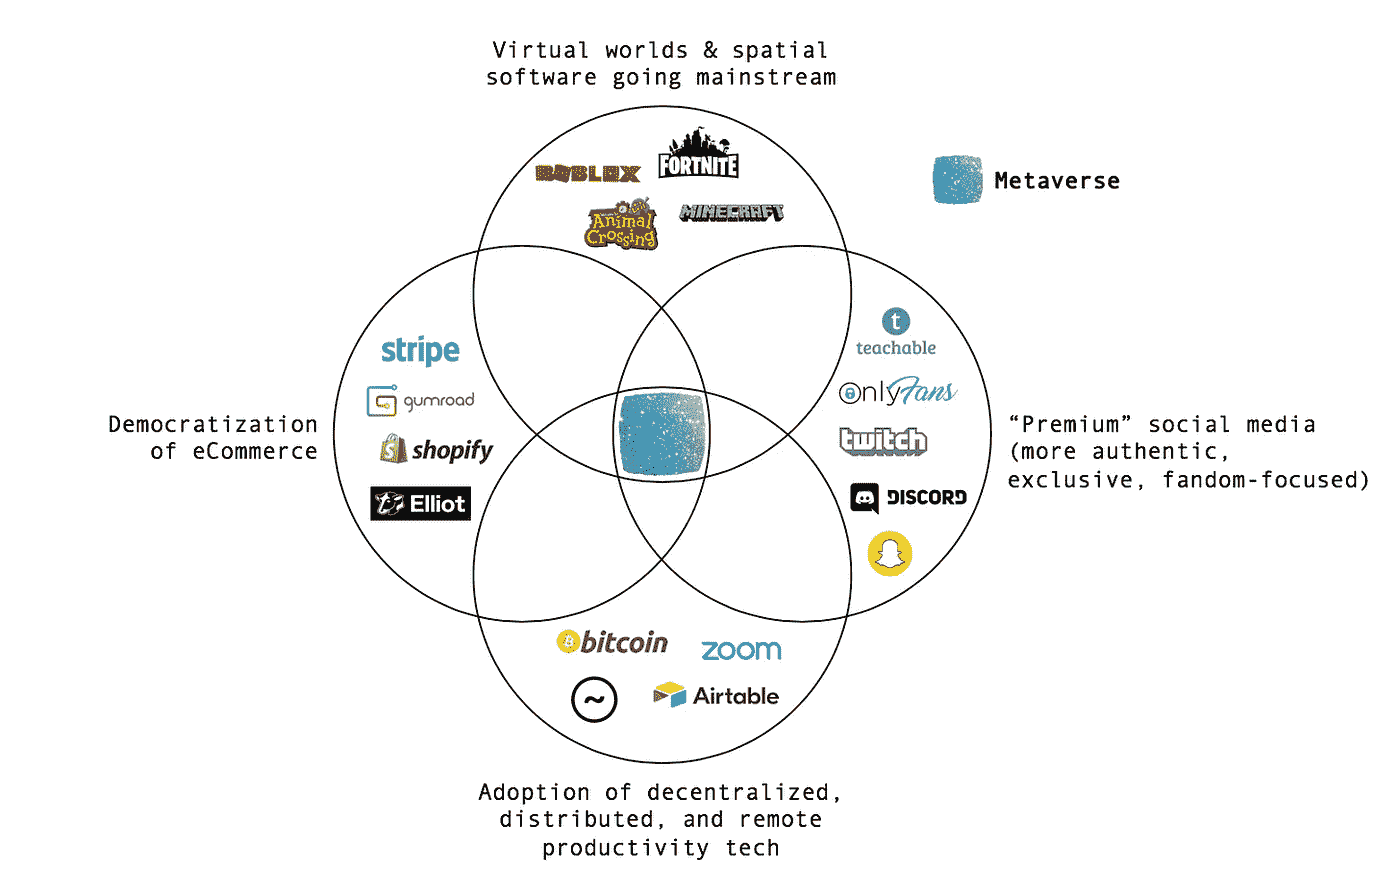 Virtual worlds & spatial
software going mainstream
ROBLOX
FORTNITE
Animal
Crossing
MINECRAFT
Metaverse
stripe
gumroad
shopify
Elliot
Democratization
of eCommerce
t
teachable
OnlyFans
twitch
DISCORD
“Premium” social media
(more authentic,
exclusive, fandom-focused)
bitcoin
zoom
~
Airtable
Adoption of decentralized,
distributed, and remote
productivity tech